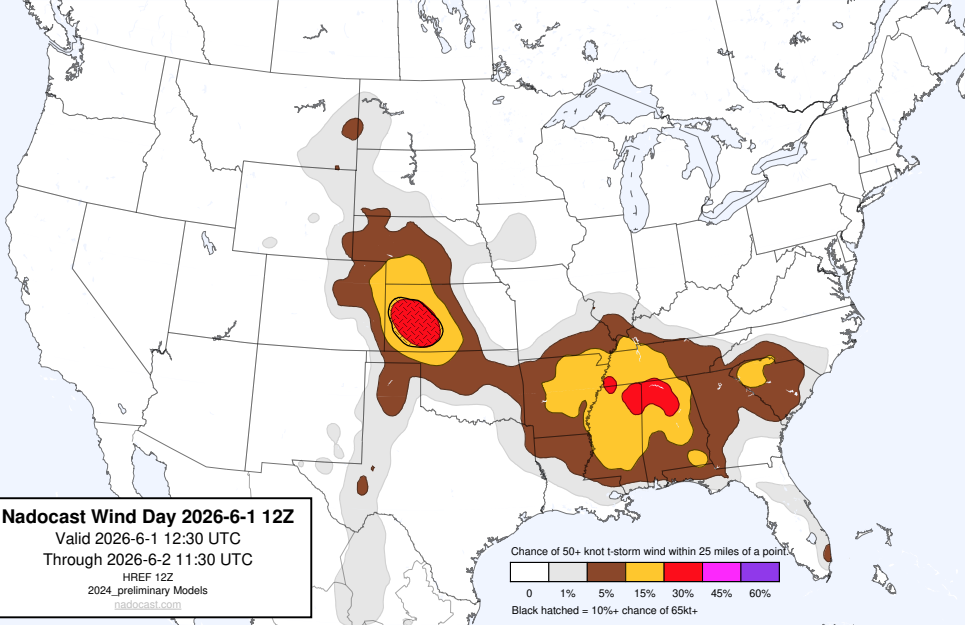 Nadocast Wind Day 2026-6-1 12Z
Valid 2026-6-1 12:30 UTC
Through 2026-6-2 11:30 UTC
HREF 12Z
2024_preliminary Models
nadocast.com
Chance of 50+ knot t-storm wind within 25 miles of a point.
0 1% 5% 15% 30% 45% 60%
Black hatched = 10%+ chance of 65kt+